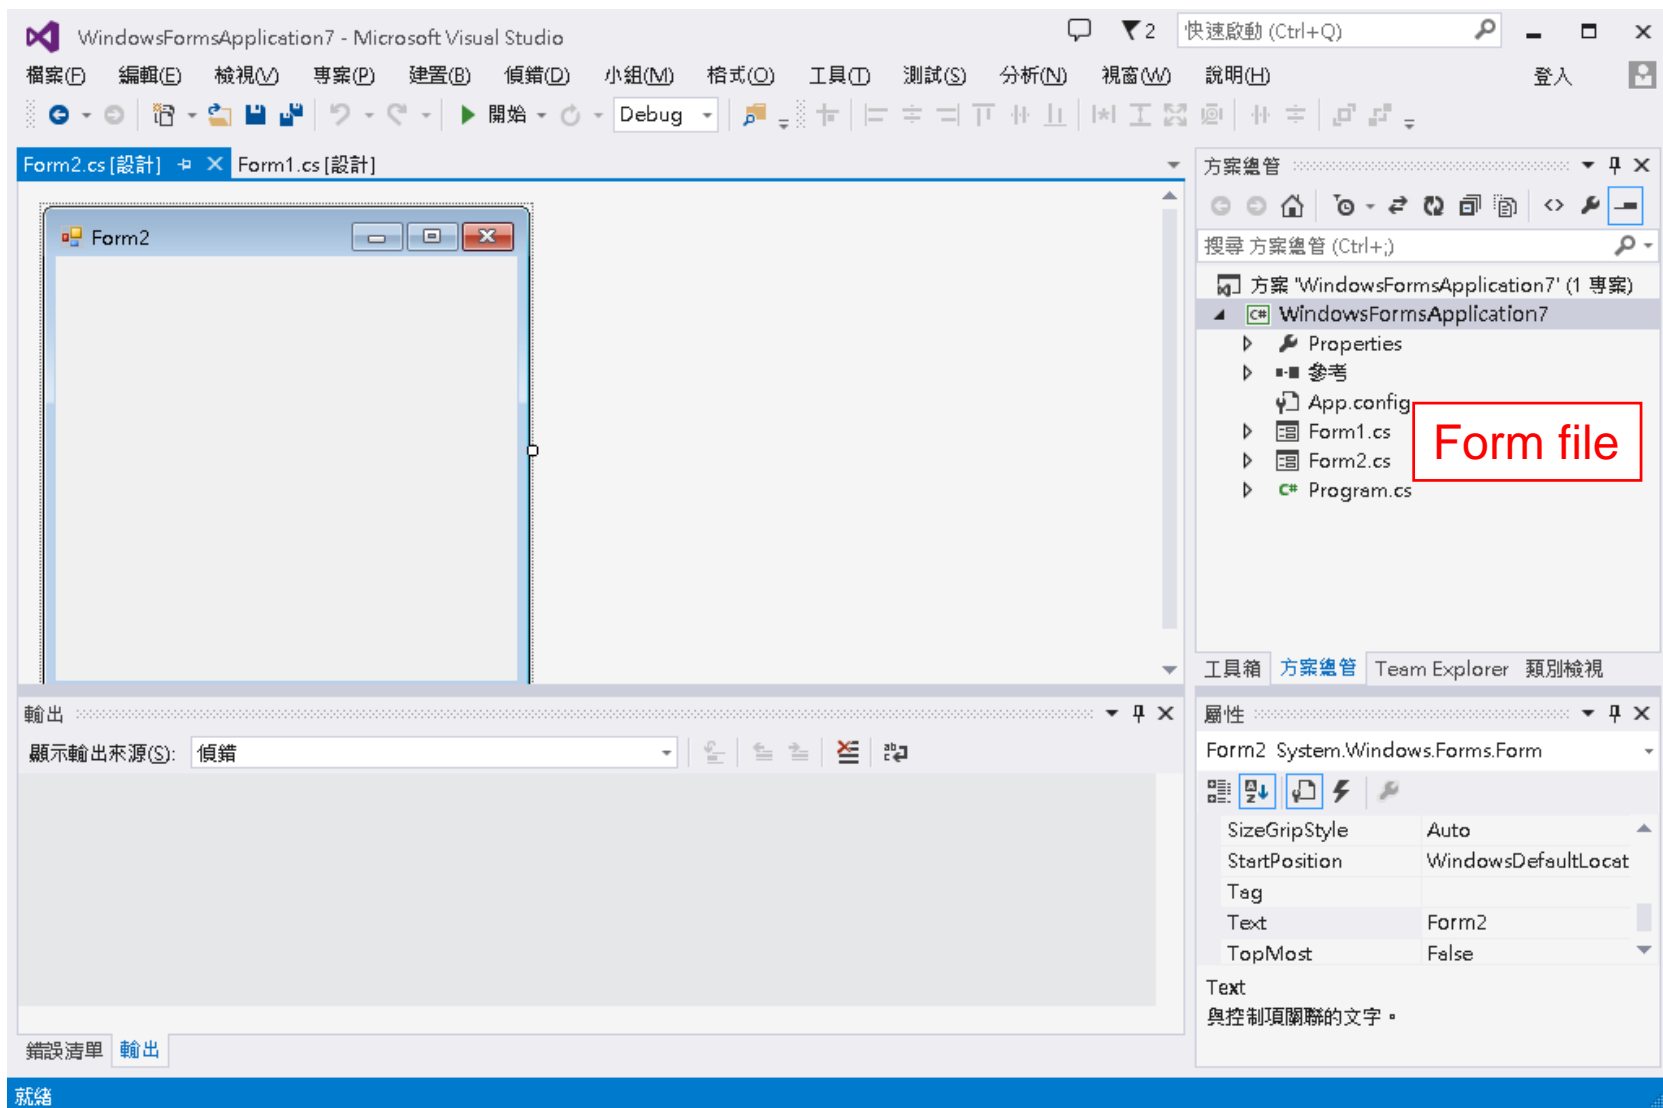 WindowsFormsApplication7 - Microsoft Visual Studio
2
快速啟動 (Ctrl+Q)
檔案(F) 編輯(E) 檢視(V) 專案(P) 建置(B) 偵錯(D) 小組(M) 格式(O) 工具(T) 測試(S) 分析(N) 視窗(W) 說明(H) 登入
開始 Debug
Form2.cs [設計] Form1.cs [設計]
Form2
方案總管
搜尋 方案總管 (Ctrl+;)
方案 'WindowsFormsApplication7' (1 專案)
C# WindowsFormsApplication7
Properties
參考
App.config
Form1.cs
Form2.cs
C# Program.cs
Form file
工具箱 方案總管 Team Explorer 類別檢視
輸出
顯示輸出來源(S): 偵錯
錯誤清單 輸出
屬性
Form2 System.Windows.Forms.Form
SizeGripStyle Auto
StartPosition WindowsDefaultLocat
Tag
Text Form2
TopMost False
Text
與控制項關聯的文字。
就緒